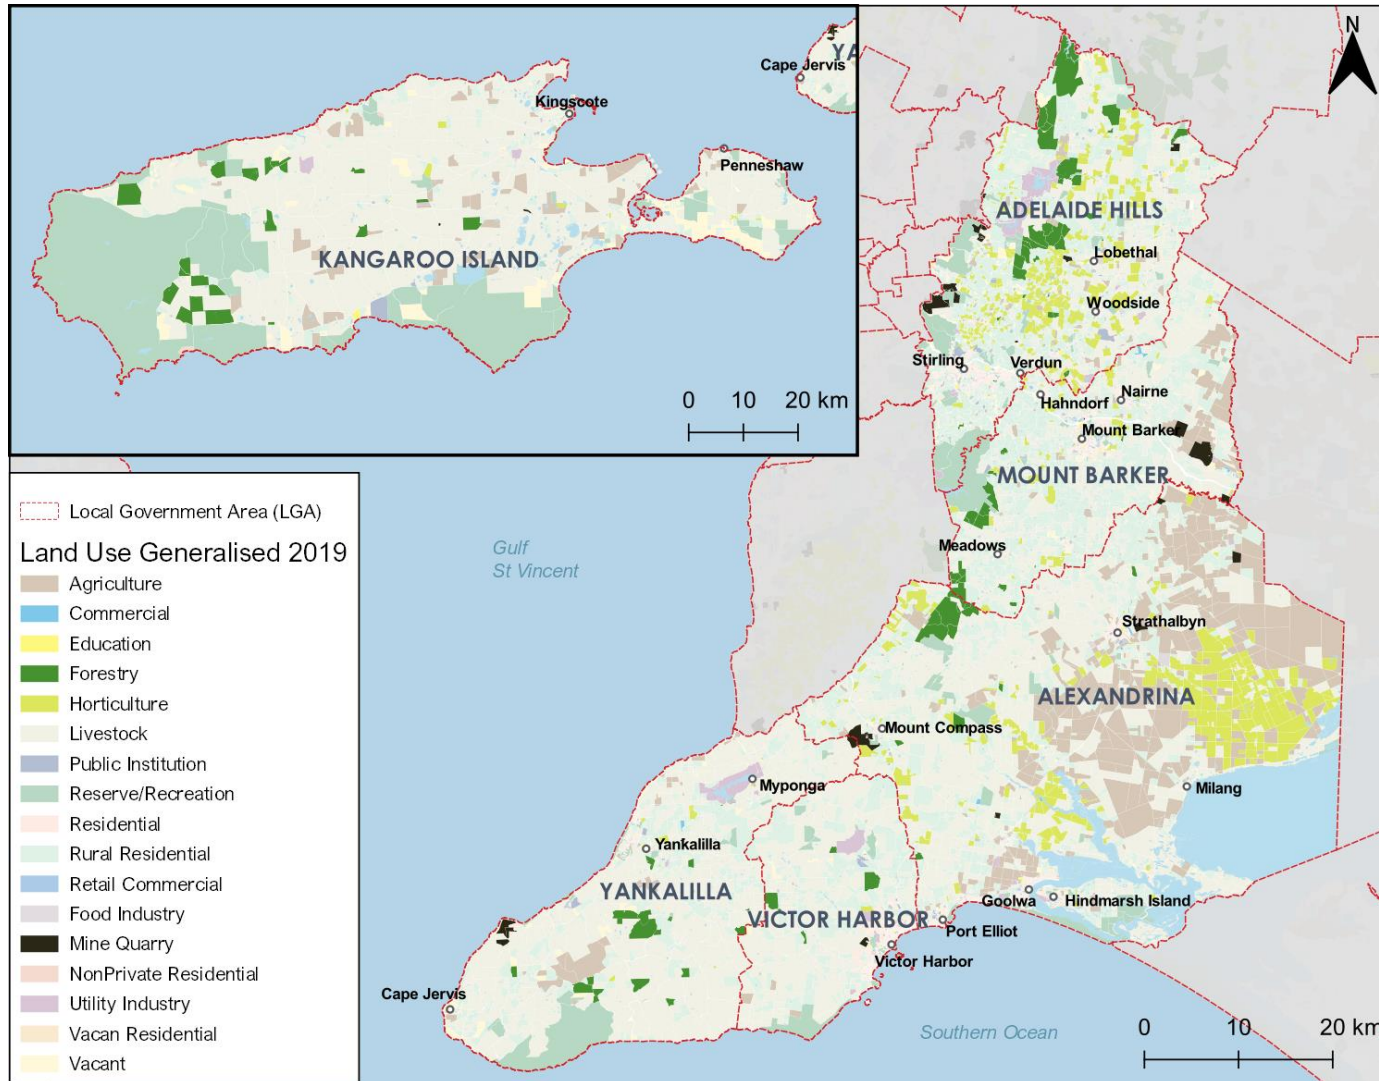 N
YA
Cape Jervis
Kingscote
Penneshaw
KANGAROO ISLAND
0 10 20 km
ADELAIDE HILLS
Lobethal
Woodside
Stirling
Verdun
Hahndorf
Nairne
Mount Barker
MOUNT BARKER
Meadows
Strathalbyn
ALEXANDRINA
Mount Compass
Myponga
Milang
Yankalilla
YANKALILLA
VICTOR HARBOR
Goolwa
Hindmarsh Island
Port Elliot
Victor Harbor
Cape Jervis
Gulf
St Vincent
Southern Ocean
0 10 20 km
Local Government Area (LGA)
Land Use Generalised 2019
Agriculture
Commercial
Education
Forestry
Horticulture
Livestock
Public Institution
Reserve/Recreation
Residential
Rural Residential
Retail Commercial
Food Industry
Mine Quarry
NonPrivate Residential
Utility Industry
Vacan Residential
Vacant